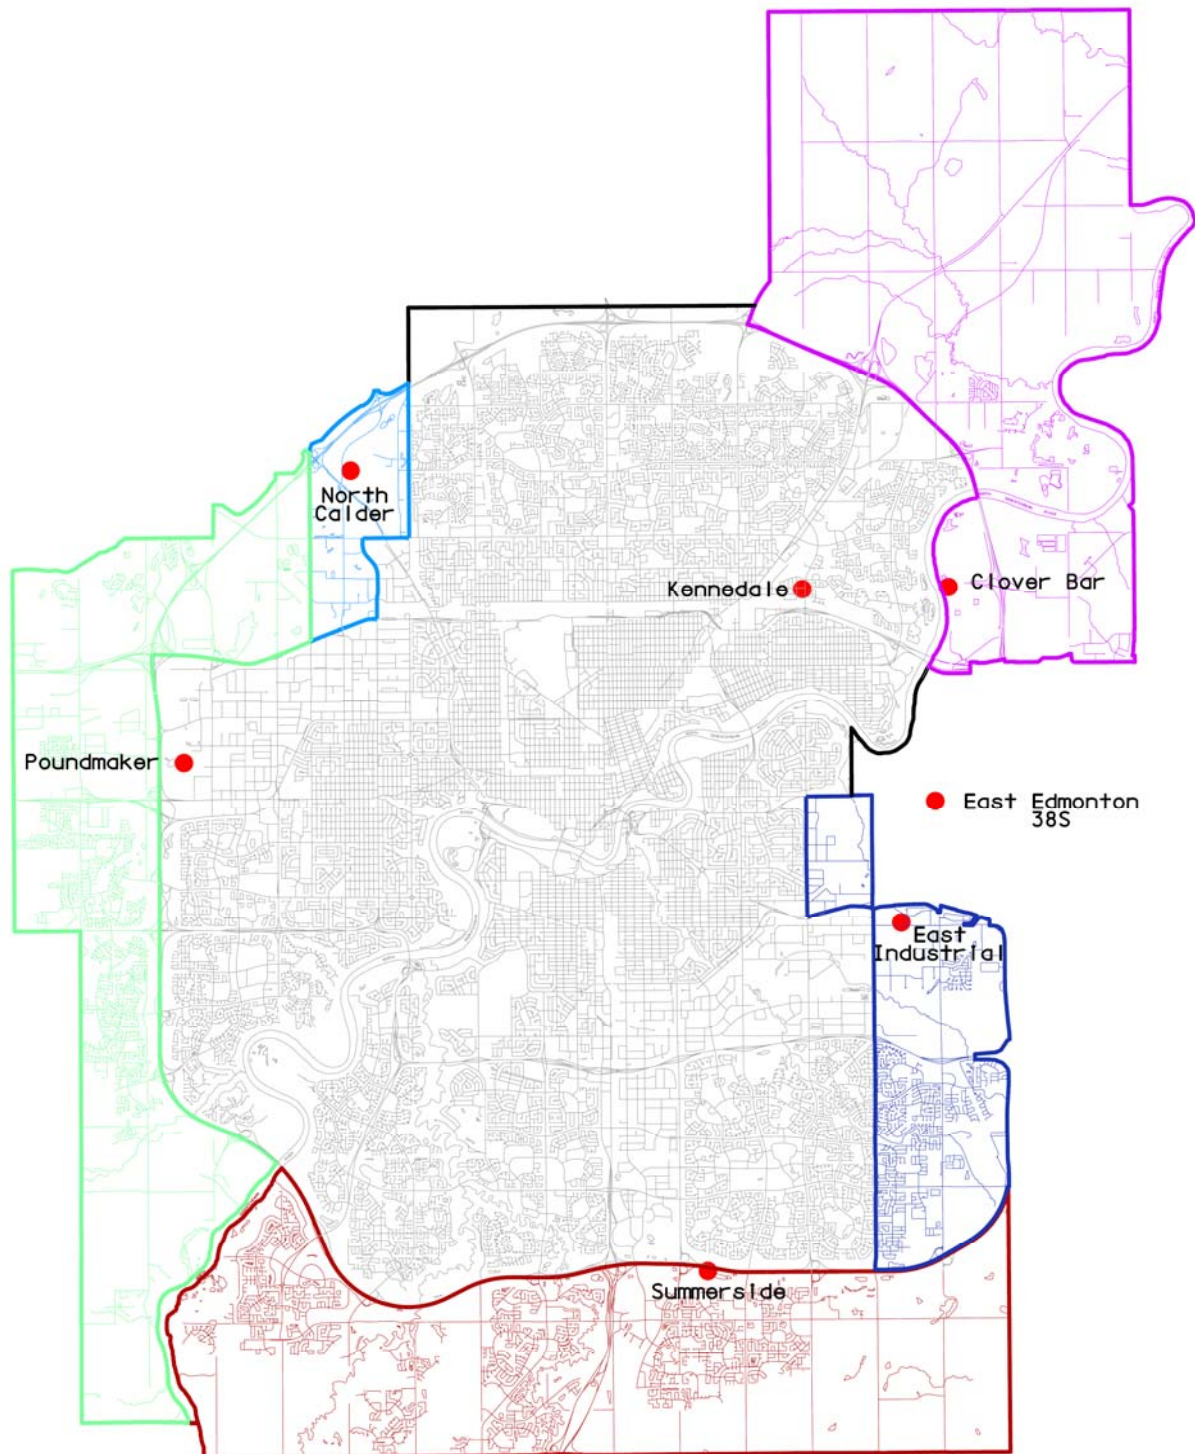 North
Calder
Kennedale
Clover Bar
Poundmaker
East Edmonton
38S
East
Industrial
Summerside